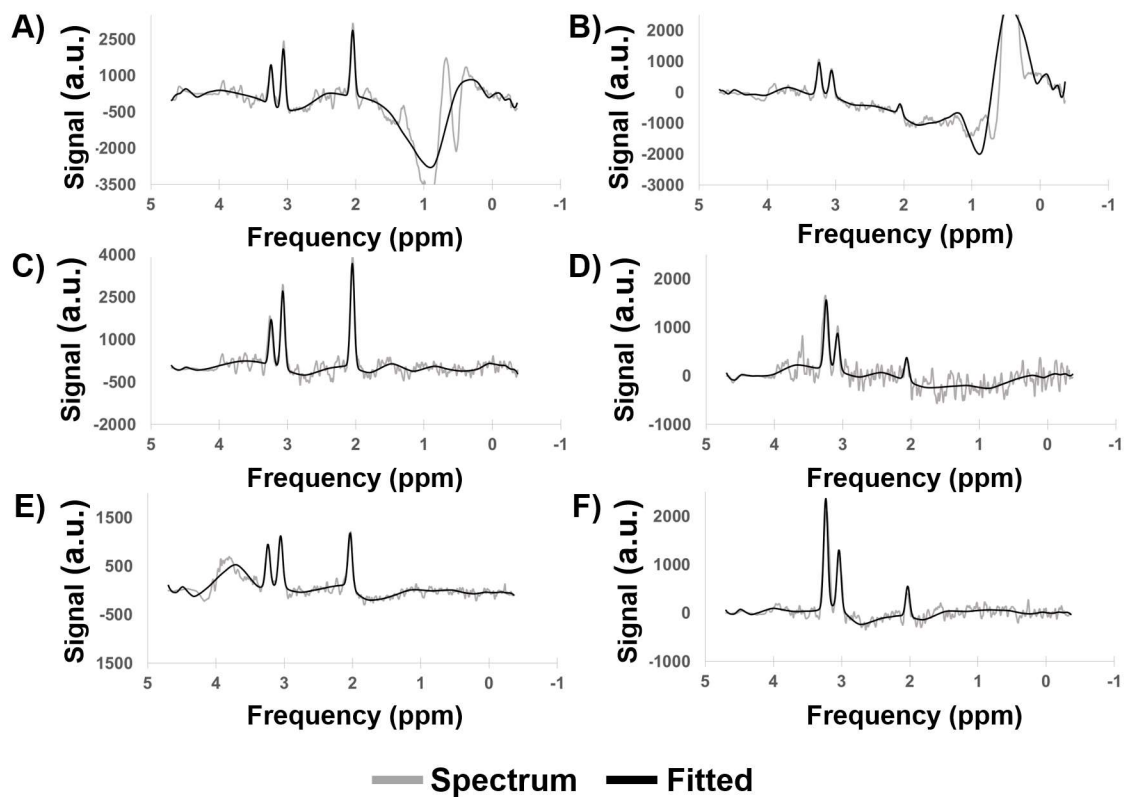 A)
Signal (a.u.)
2500
1000
-500
-2000
-3500
5 4 3 2 1 0 -1
Frequency (ppm)
B)
Signal (a.u.)
2000
1000
0
-1000
-2000
-3000
5 4 3 2 1 0 -1
Frequency (ppm)
C)
Signal (a.u.)
4000
2500
1000
-500
-2000
5 4 3 2 1 0 -1
Frequency (ppm)
D)
Signal (a.u.)
2000
1000
0
-1000
5 4 3 2 1 0 -1
Frequency (ppm)
E)
Signal (a.u.)
1500
500
-500
1500
5 4 3 2 1 0 -1
Frequency (ppm)
F)
Signal (a.u.)
2000
1000
0
-1000
5 4 3 2 1 0 -1
Frequency (ppm)
Spectrum Fitted